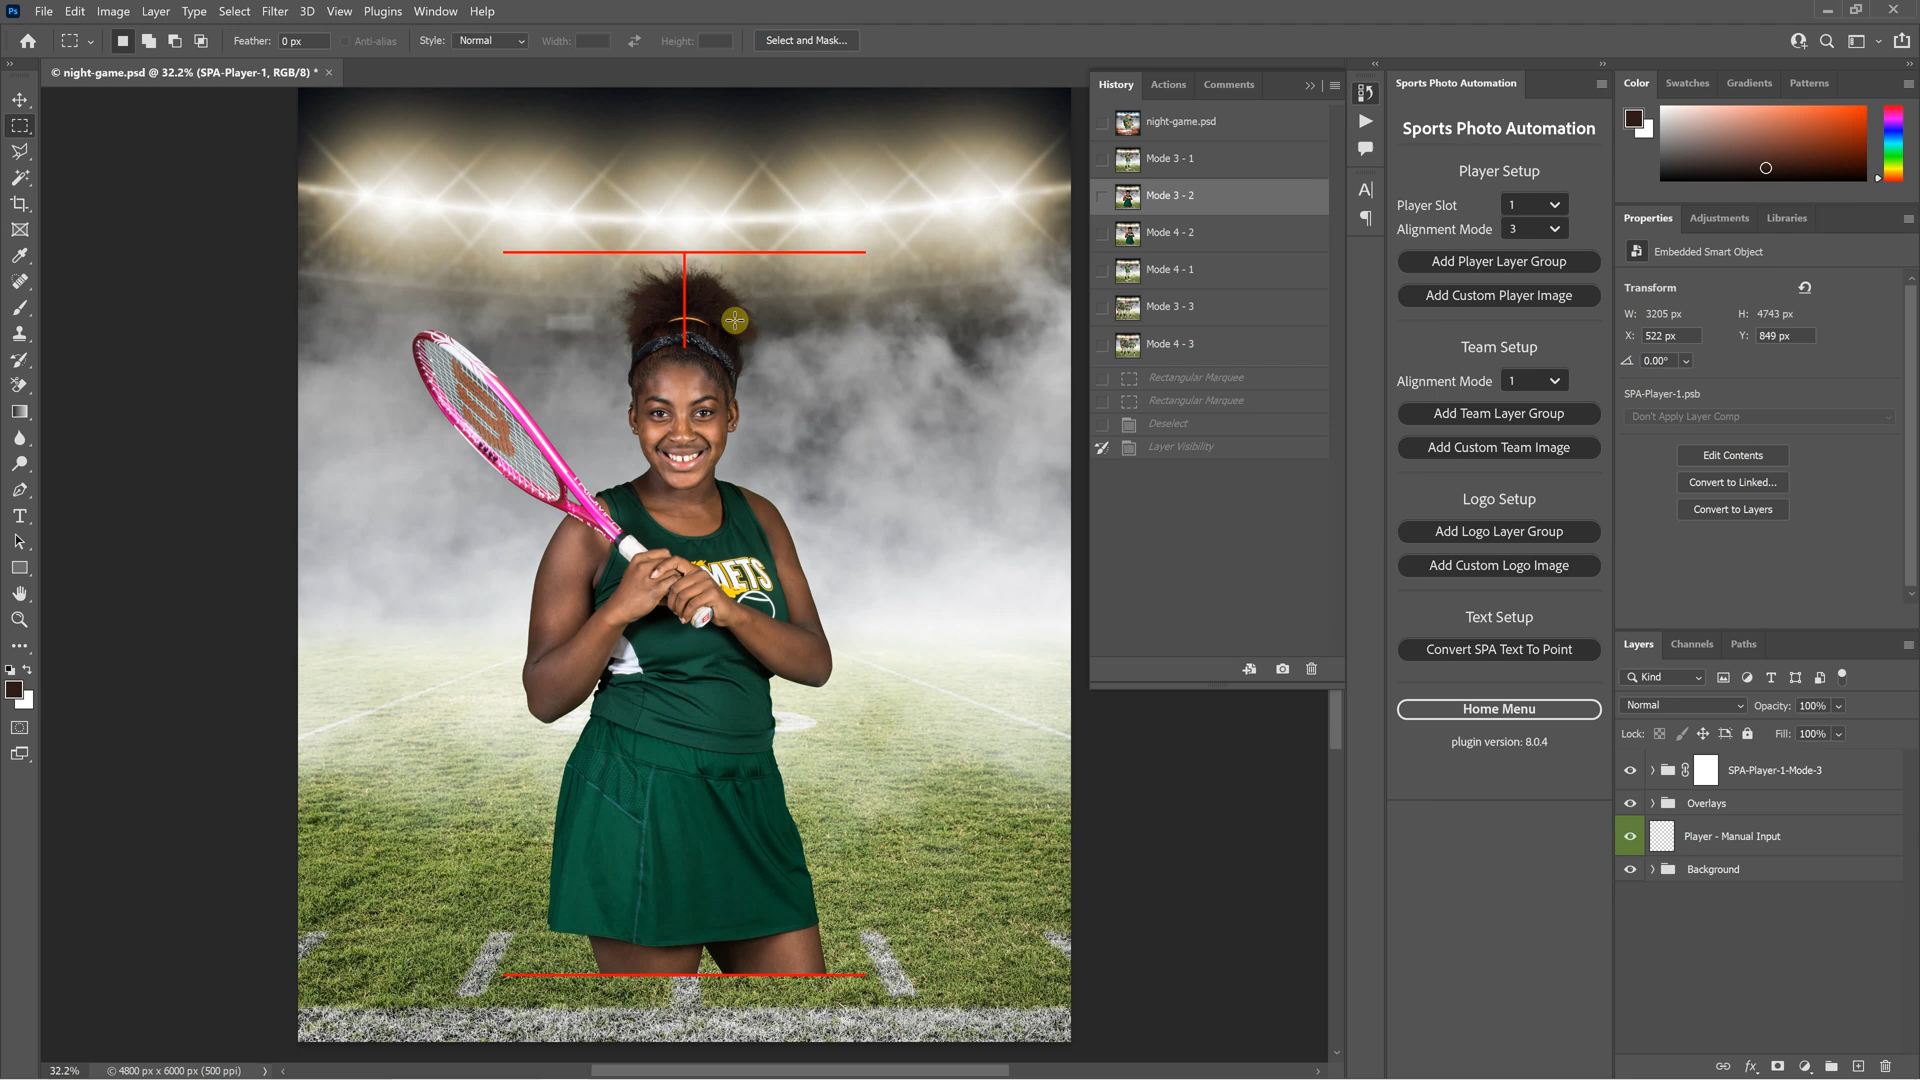 Ps File Edit Image Layer Type Select Filter 3D View Plugins Window Help
Feather: 0 px Anti-alias Style: Normal Width: Height: Select and Mask...
© night-game.psd @ 32.2% (SPA-Player-1, RGB/8) * ×
METS
32.2% © 4800 px x 6000 px (500 ppi)
History Actions Comments
night-game.psd
Mode 3 - 1
Mode 3 - 2
Mode 4 - 2
Mode 4 - 1
Mode 3 - 3
Mode 4 - 3
Rectangular Marquee
Rectangular Marquee
Deselect
Layer Visibility
Sports Photo Automation
Sports Photo Automation
Player Setup
Player Slot 1
Alignment Mode 3
Add Player Layer Group
Add Custom Player Image
Team Setup
Alignment Mode 1
Add Team Layer Group
Add Custom Team Image
Logo Setup
Add Logo Layer Group
Add Custom Logo Image
Text Setup
Convert SPA Text To Point
Home Menu
plugin version: 8.0.4
Color Swatches Gradients Patterns
Properties Adjustments Libraries
Embedded Smart Object
Transform
W: 3205 px H: 4743 px
X: 522 px Y: 849 px
0.00°
SPA-Player-1.psb
Don't Apply Layer Comp
Edit Contents
Convert to Linked...
Convert to Layers
Layers Channels Paths
Kind
Normal Opacity: 100%
Lock: Fill: 100%
SPA-Player-1-Mode-3
Overlays
Player - Manual Input
Background
fx